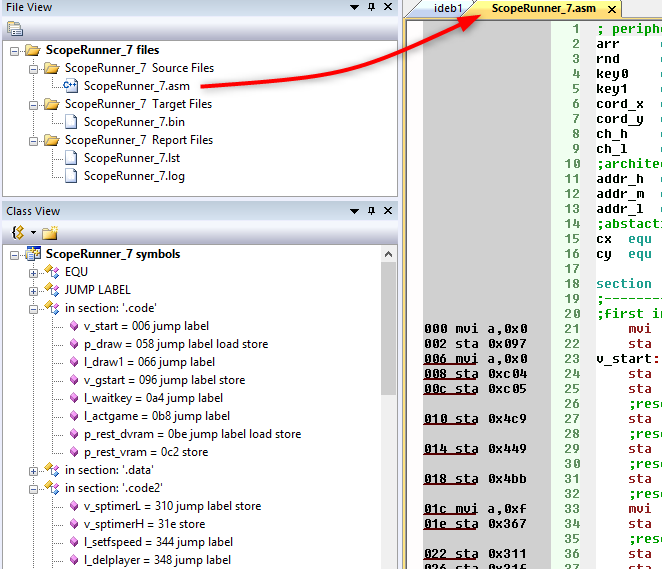 File View
ScopeRunner_7 files
ScopeRunner_7 Source Files
ScopeRunner_7.asm
ScopeRunner_7 Target Files
ScopeRunner_7.bin
ScopeRunner_7 Report Files
ScopeRunner_7.lst
ScopeRunner_7.log
Class View
ScopeRunner_7 symbols
EQU
JUMP LABEL
in section: '.code'
v_start = 006 jump label
p_draw = 058 jump label load store
l_draw1 = 066 jump label
v_gstart = 096 jump label store
l_waitkey = 0a4 jump label
l_actgame = 0b8 jump label
p_rest_dvram = 0be jump label load store
p_rest_vram = 0c2 store
in section: '.data'
in section: '.code2'
v_sptimerL = 310 jump label store
v_sptimerH = 31e store
l_setfspeed = 344 jump label
l_delplayer = 348 jump label
ideb1
ScopeRunner_7.asm
1 ; periph
2 arr
3 rnd
4 key0
5 key1
6 cord_x
7 cord_y
8 ch_h
9 ch_l
10 ;archite
11 addr_h
12 addr_m
13 addr_l
14 ;abstacti
15 cx equ
16 cy equ
17
18 section
19 ;--------
20 ;first in
000 mvi a,0x0 21 mvi
002 sta 0x097 22 sta
006 mvi a,0x0 23 v_start:
008 sta 0xc04 24 sta
00c sta 0xc05 25 sta
26 ;rese
010 sta 0x4c9 27 sta
28 ;rese
014 sta 0x449 29 sta
30 ;rese
018 sta 0x4bb 31 sta
32 ;rese
01c mvi a,0xf 33 mvi
01e sta 0x367 34 sta
35 ;rese
022 sta 0x311 36 sta
026 sta 0x31f 37 sta